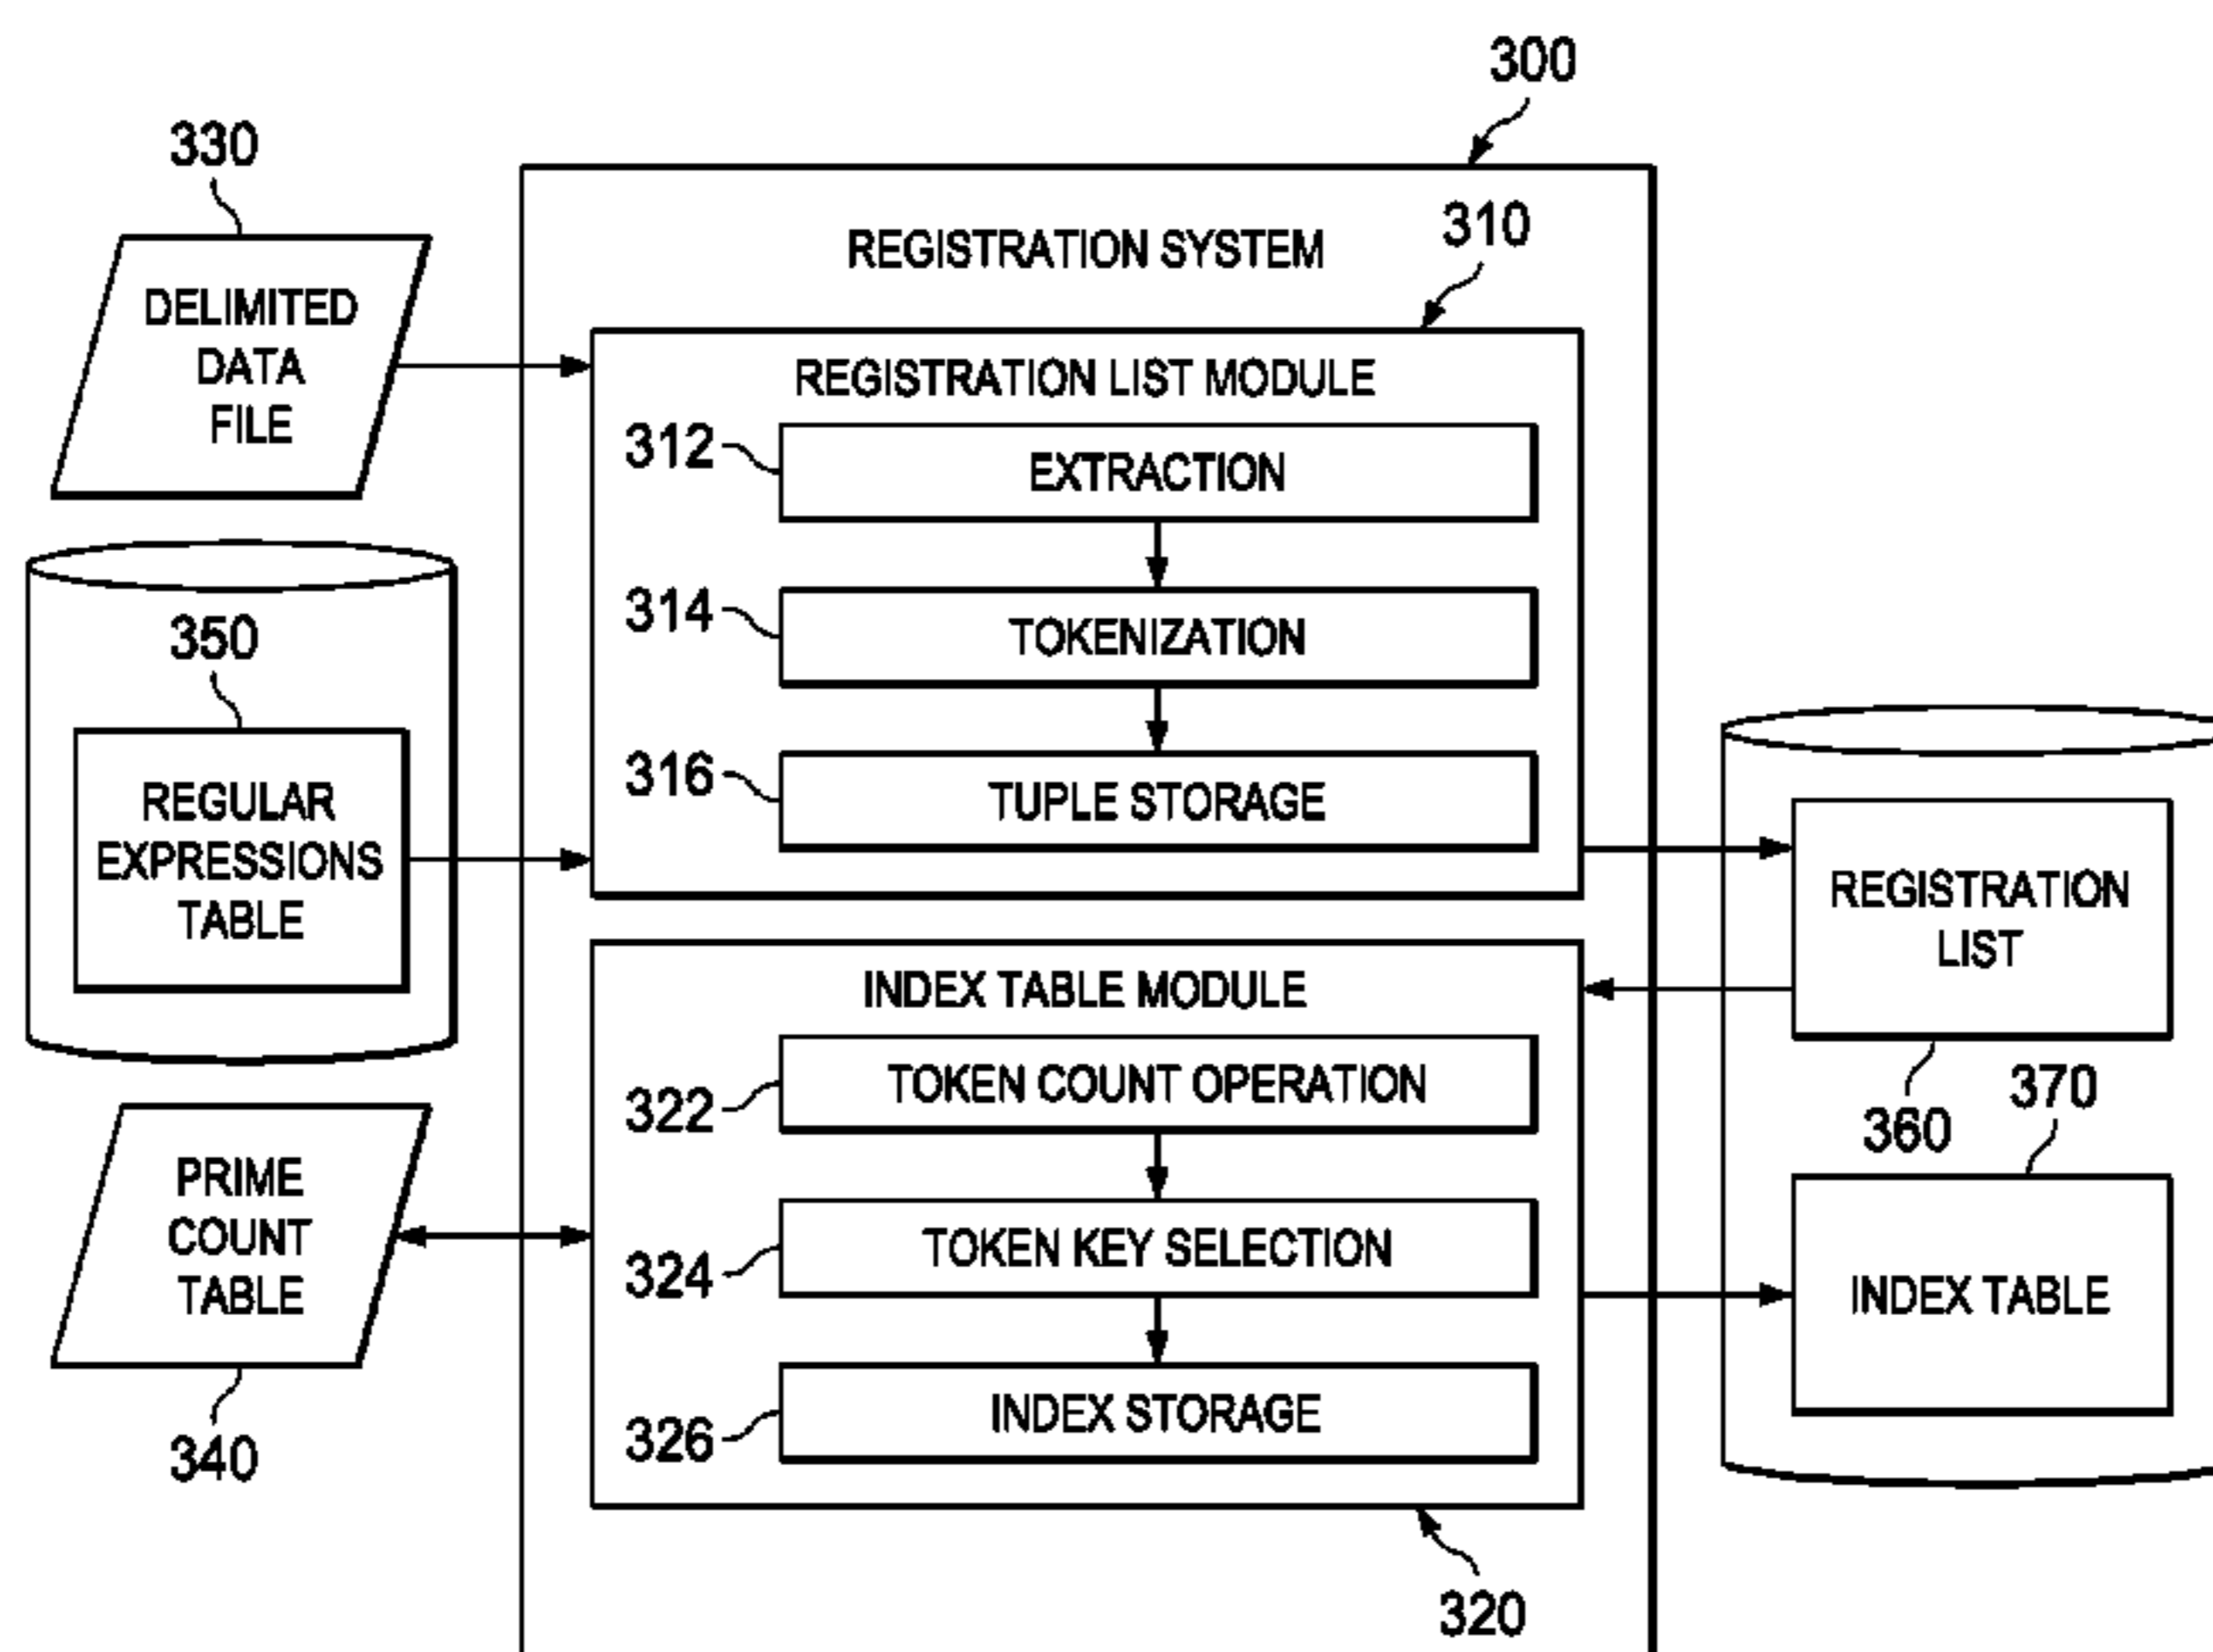 300
330
310
REGISTRATION SYSTEM
DELIMITED
DATA
FILE
REGISTRATION LIST MODULE
312
EXTRACTION
350
314
TOKENIZATION
316
TUPLE STORAGE
REGULAR
EXPRESSIONS
TABLE
REGISTRATION
LIST
INDEX TABLE MODULE
322
TOKEN COUNT OPERATION
360
370
PRIME
COUNT
TABLE
324
TOKEN KEY SELECTION
INDEX TABLE
326
INDEX STORAGE
340
320